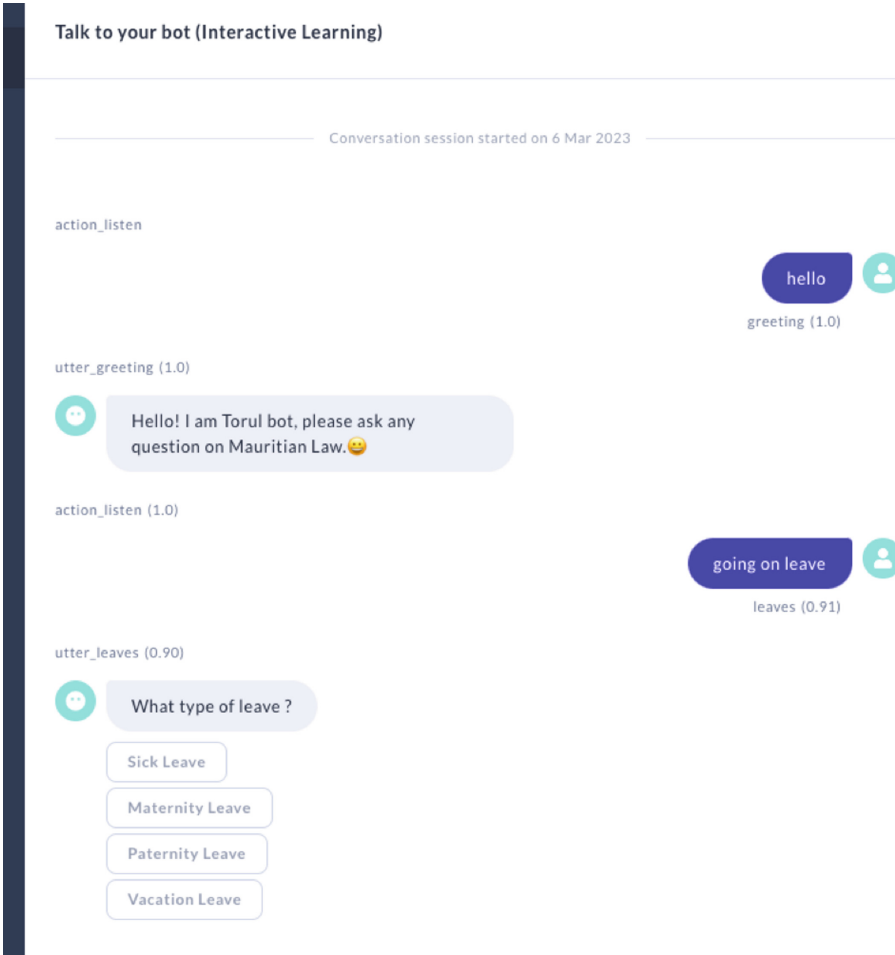 Talk to your bot (Interactive Learning)
Conversation session started on 6 Mar 2023
action_listen
hello
greeting (1.0)
utter_greeting (1.0)
Hello! I am Torul bot, please ask any
question on Mauritian Law.😀
action_listen (1.0)
going on leave
leaves (0.91)
utter_leaves (0.90)
What type of leave ?
Sick Leave
Maternity Leave
Paternity Leave
Vacation Leave